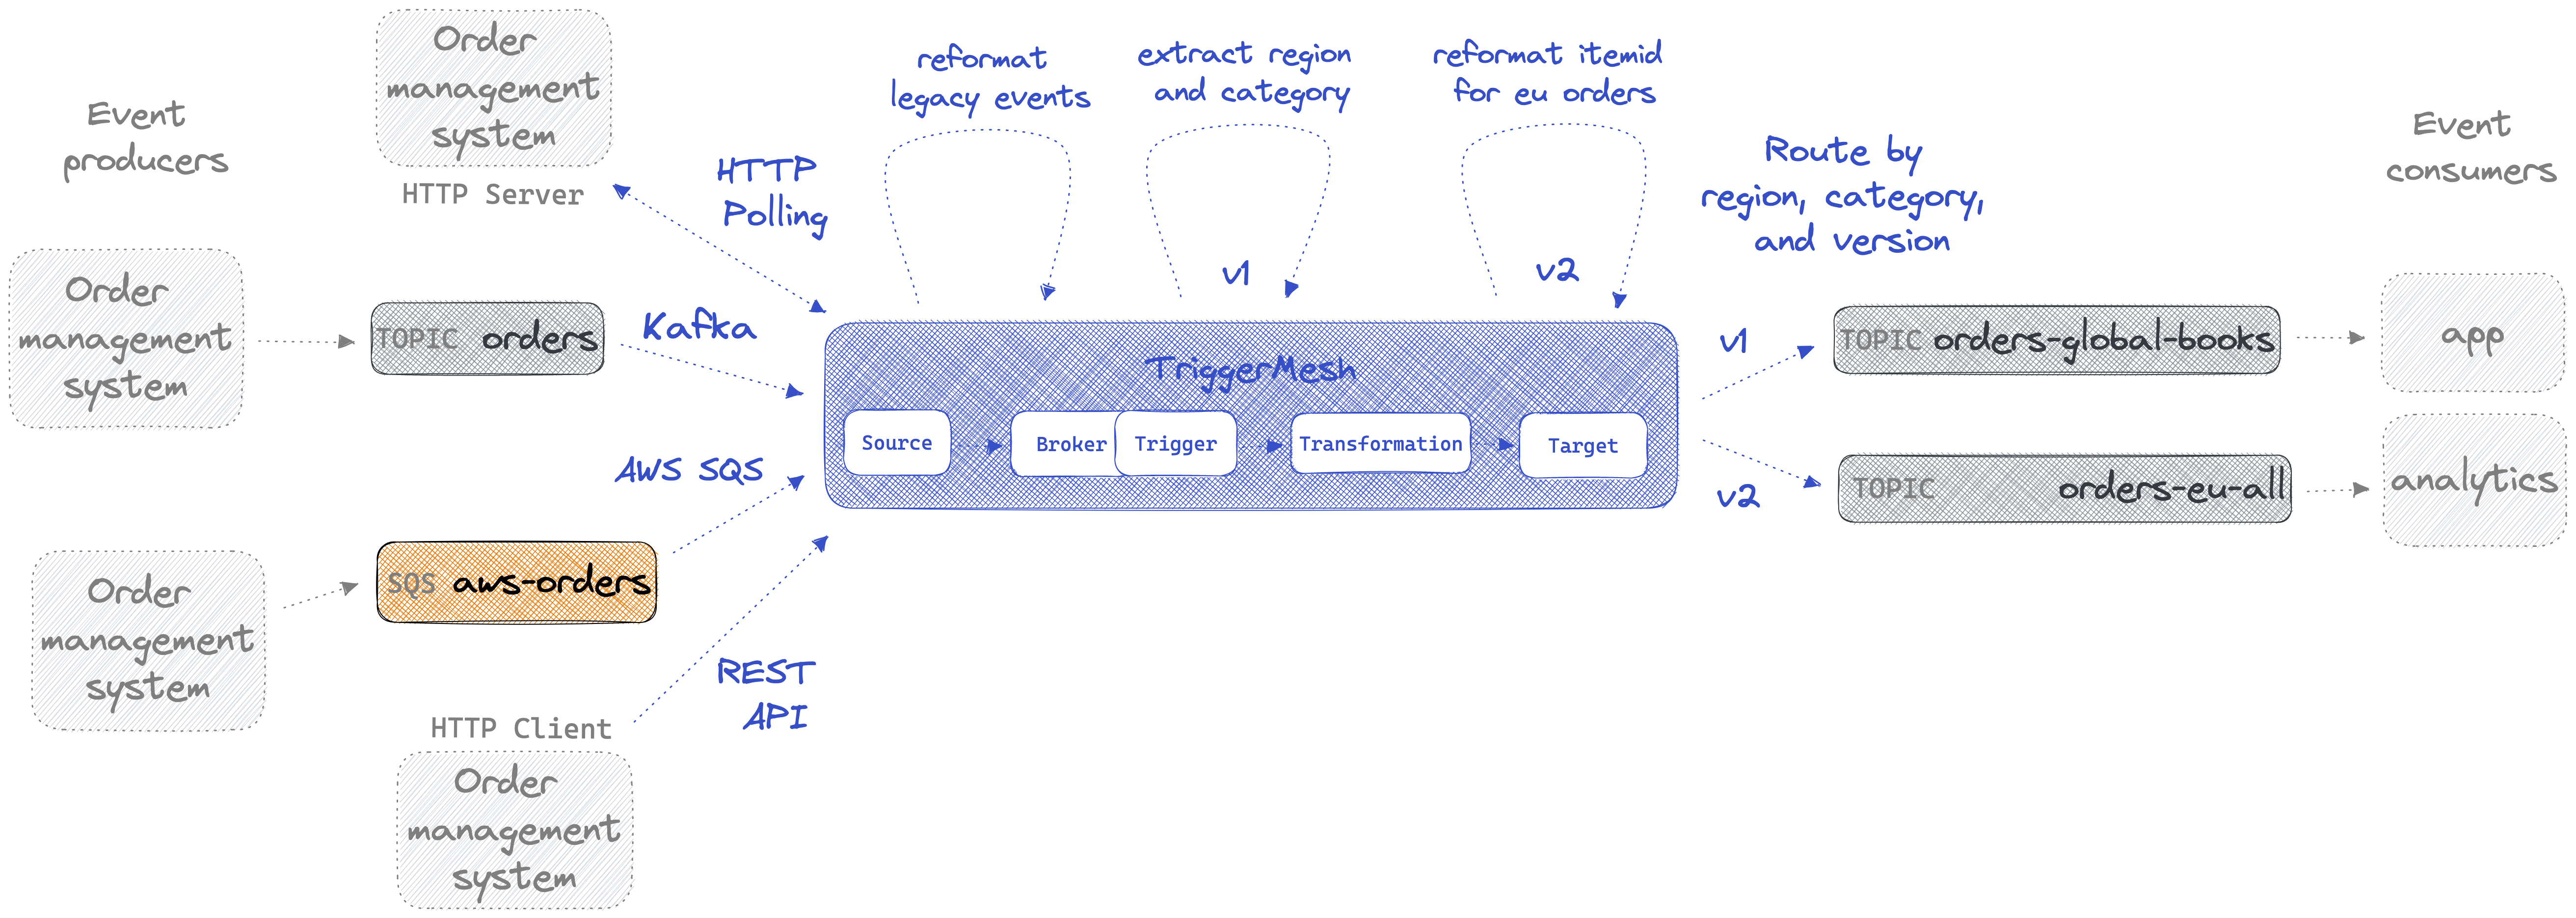 Event
producers
Order
management
system
HTTP Server
Order
management
system
TOPIC orders
Order
management
system
SQS aws-orders
HTTP Client
Order
management
system
HTTP
Polling
Kafka
AWS SQS
REST
API
reformat
legacy events
extract region
and category
v1
reformat itemid
for eu orders
v2
TriggerMesh
Source
Broker
Trigger
Transformation
Target
Route by
region, category,
and version
v1
TOPIC orders-global-books
v2
TOPIC orders-eu-all
Event
consumers
app
analytics